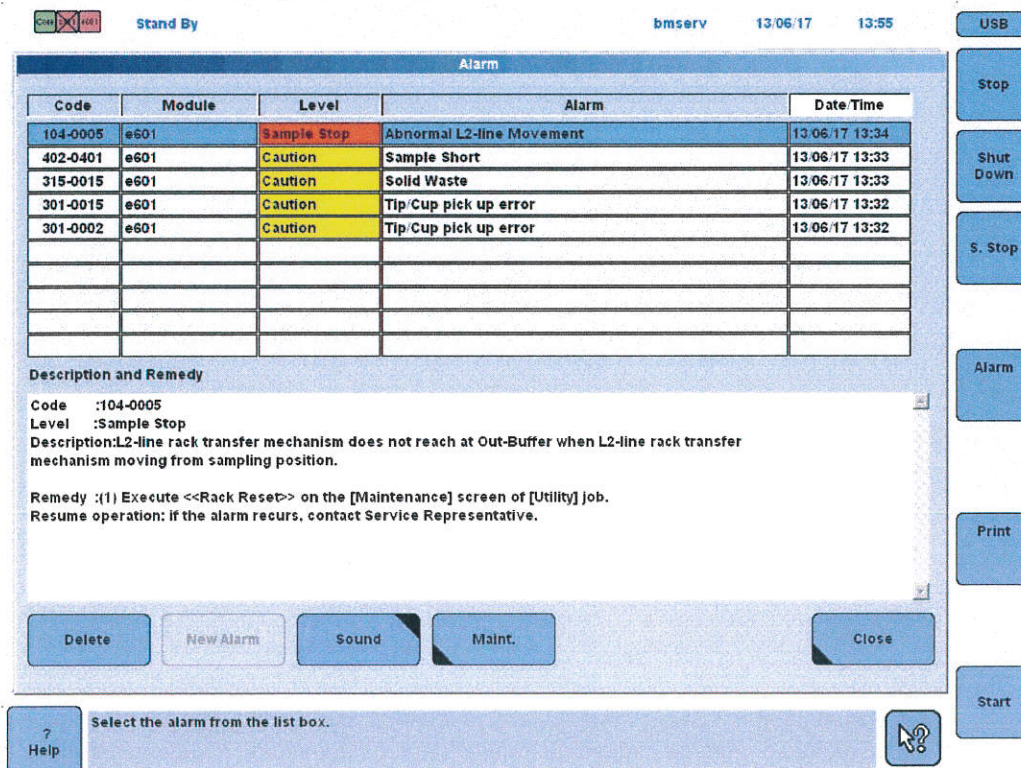 Code e601
Stand By bmserv 13/06/17 13:55 USB
Alarm
Stop
Code Module Level Alarm Date/Time
104-0005 e601 Sample Stop Abnormal L2-line Movement 13/06/17 13:34
402-0401 e601 Caution Sample Short 13/06/17 13:33
315-0015 e601 Caution Solid Waste 13/06/17 13:33
301-0015 e601 Caution Tip/Cup pick up error 13/06/17 13:32
301-0002 e601 Caution Tip/Cup pick up error 13/06/17 13:32
Shut
Down
S. Stop
Alarm
Description and Remedy
Code :104-0005
Level :Sample Stop
Description:L2-line rack transfer mechanism does not reach at Out-Buffer when L2-line rack transfer
mechanism moving from sampling position.
Remedy :(1) Execute <<Rack Reset>> on the [Maintenance] screen of [Utility] job.
Resume operation: if the alarm recurs, contact Service Representative.
Print
Delete New Alarm Sound Maint. Close
Start
?
Help
Select the alarm from the list box.
?